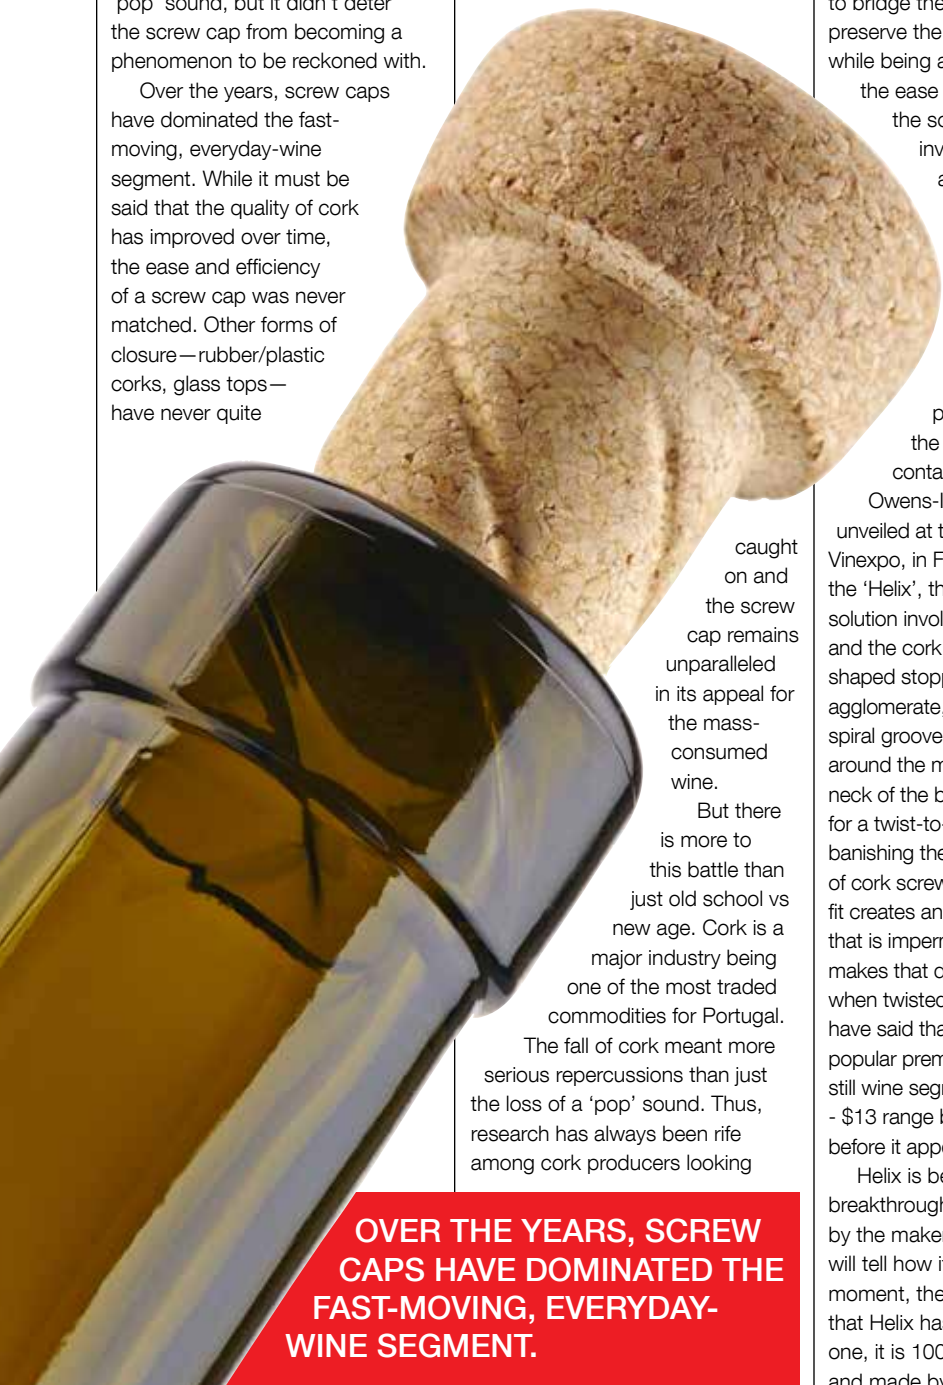 'pop' sound, but it didn't deter
the screw cap from becoming a
phenomenon to be reckoned with.
Over the years, screw caps
have dominated the fast-
moving, everyday-wine
segment. While it must be
said that the quality of cork
has improved over time,
the ease and efficiency
of a screw cap was never
matched. Other forms of
closure—rubber/plastic
corks, glass tops—
have never quite
caught
on and
the screw
cap remains
unparalleled
in its appeal for
the mass-
consumed
wine.
But there
is more to
this battle than
just old school vs
new age. Cork is a
major industry being
one of the most traded
commodities for Portugal.
The fall of cork meant more
serious repercussions than just
the loss of a 'pop' sound. Thus,
research has always been rife
among cork producers looking
OVER THE YEARS, SCREW
CAPS HAVE DOMINATED THE
FAST-MOVING, EVERYDAY-
WINE SEGMENT.
to bridge the
preserve the
while being a
the ease
the sc
inv
a
p
the
conta
Owens-I
unveiled at t
Vinexpo, in F
the 'Helix', th
solution invol
and the cork
shaped stopp
agglomerate,
spiral groove
around the m
neck of the b
for a twist-to-
banishing the
of cork screw
fit creates an
that is imperm
makes that d
when twisted
have said tha
popular prem
still wine segr
- $13 range b
before it appe
Helix is be
breakthrough
by the make
will tell how i
moment, the
that Helix has
one, it is 100
and made by